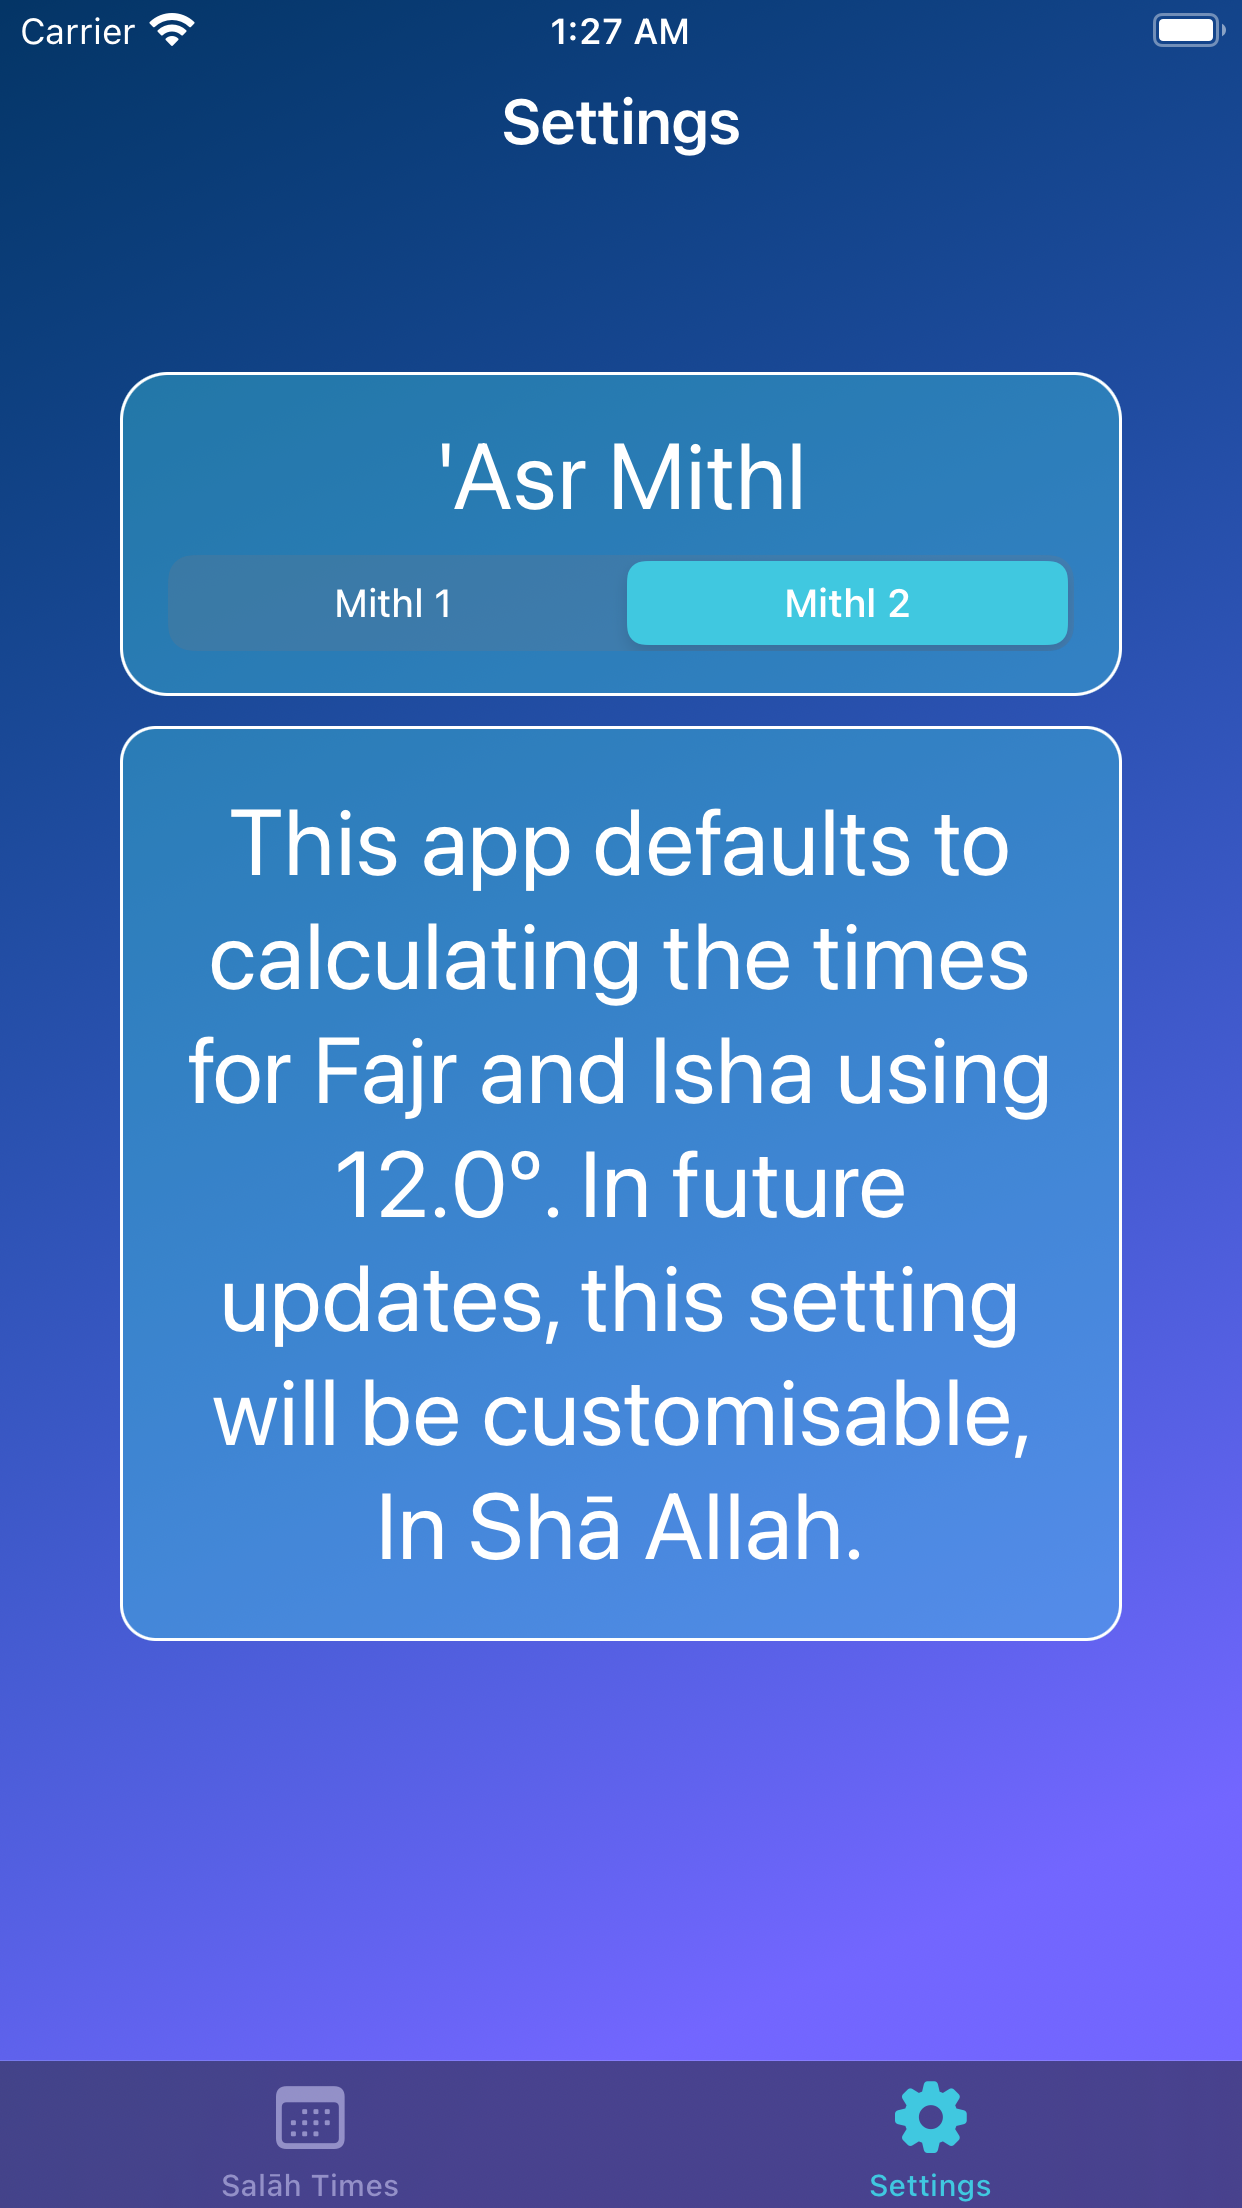 Carrier 1:27 AM
Settings
'Asr Mithl
Mithl 1 Mithl 2
This app defaults to
calculating the times
for Fajr and Isha using
12.0º. In future
updates, this setting
will be customisable,
In Shā Allah.
Salāh Times Settings